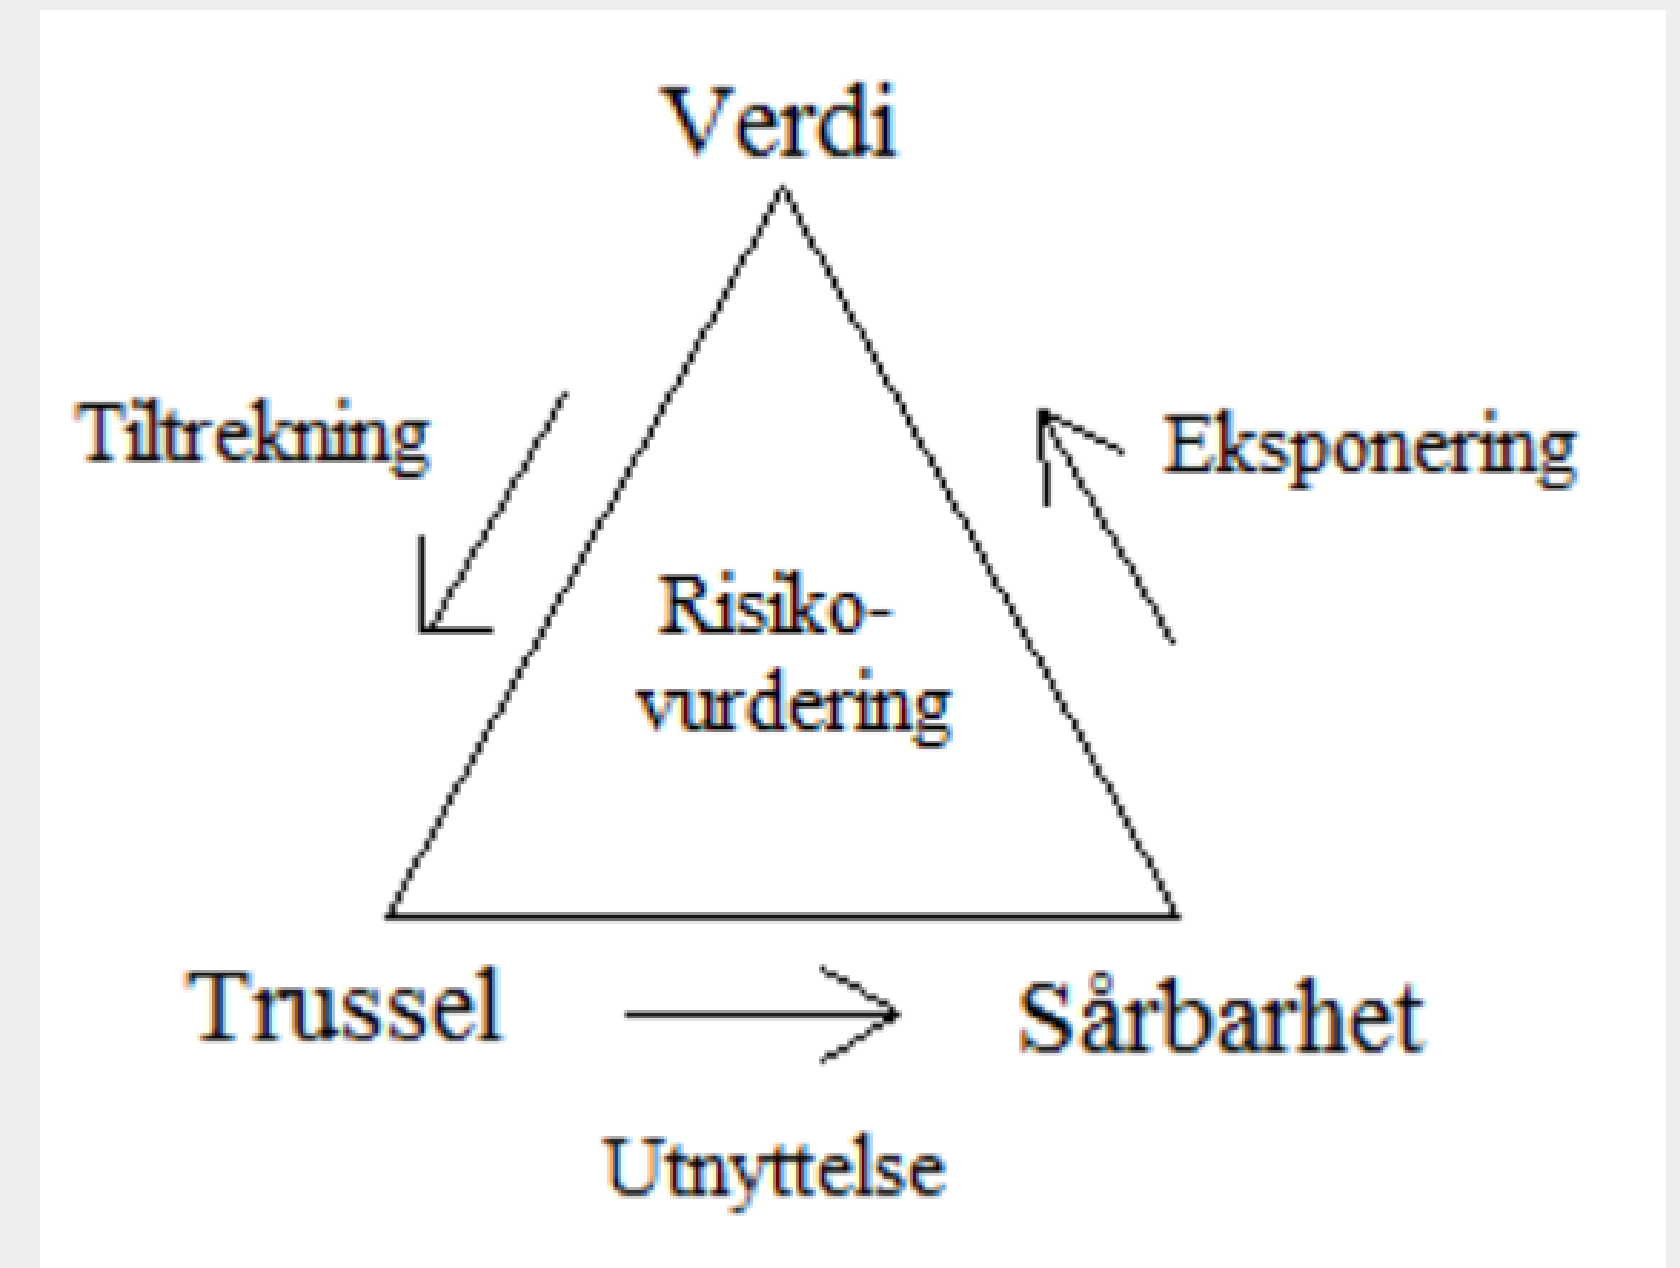 Verdi
Tiltrekning
Eksponering
Risiko-
vurdering
Trussel
Sårbarhet
Utnyttelse